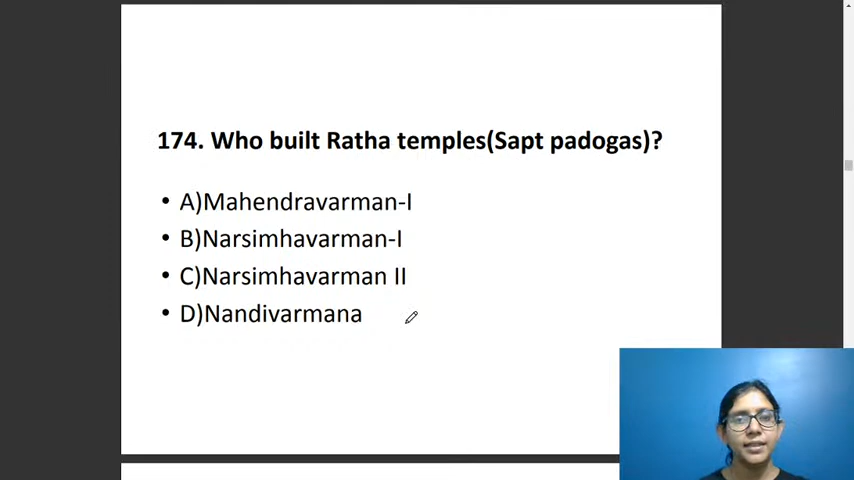 174. Who built Ratha temples(Sapt padogas)?
• A)Mahendravarman-I
• B)Narsimhavarman-I
• C)Narsimhavarman II
• D)Nandivarmana